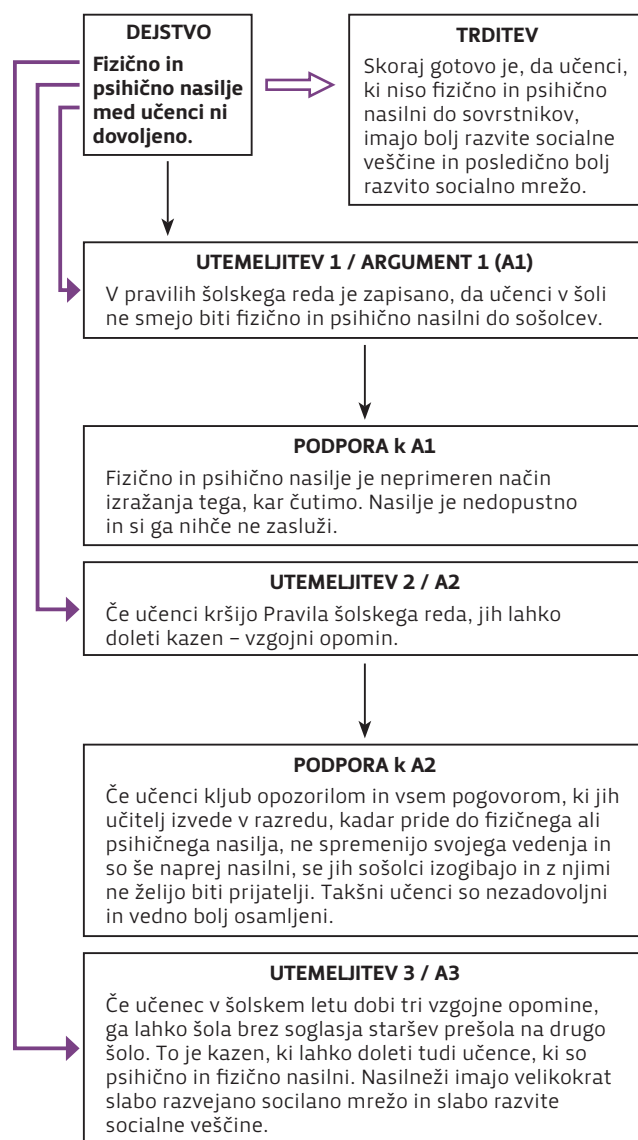 DEJSTVO
Fizično in
psihično nasilje
med učenci ni
dovoljeno.
TRDITEV
Skoraj gotovo je, da učenci,
ki niso fizično in psihično
nasilni do sovrstnikov,
imajo bolj razvite socialne
veščine in posledično bolj
razvito socialno mrežo.
UTEMELJITEV 1 / ARGUMENT 1 (A1)
V pravilih šolskega reda je zapisano, da učenci v šoli
ne smejo biti fizično in psihično nasilni do sošolcev.
PODPORA k A1
Fizično in psihično nasilje je neprimeren način
izražanja tega, kar čutimo. Nasilje je nedopustno
in si ga nihče ne zasluži.
UTEMELJITEV 2 / A2
Če učenci kršijo Pravila šolskega reda, jih lahko
doleti kazen – vzgojni opomin.
PODPORA k A2
Če učenci kljub opozorilom in vsem pogovorom, ki jih
učitelj izvede v razredu, kadar pride do fizičnega ali
psihičnega nasilja, ne spremenijo svojega vedenja in
so še naprej nasilni, se jih sošolci izogibajo in z njimi
ne želijo biti prijatelji. Takšni učenci so nezadovoljni
in vedno bolj osamljeni.
UTEMELJITEV 3 / A3
Če učenec v šolskem letu dobi tri vzgojne opomine,
ga lahko šola brez soglasja staršev prešola na drugo
šolo. To je kazen, ki lahko doleti tudi učence, ki so
psihično in fizično nasilni. Nasilneži imajo velikokrat
slabo razvejano socilano mrežo in slabo razvite
socialne veščine.